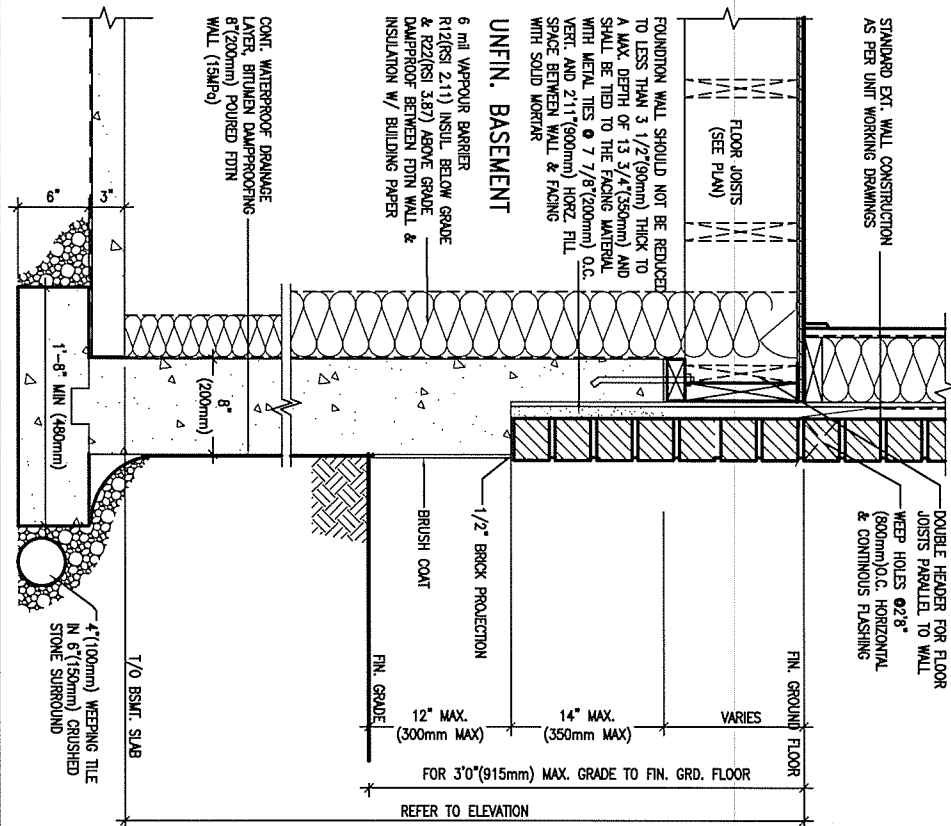 STANDARD EXT. WALL CONSTRUCTION
AS PER UNIT WORKING DRAWINGS
FLOOR JOISTS
(SEE PLAN)
FOUNDTION WALL SHOULD NOT BE REDUCED
TO LESS THAN 3 1/2"(90mm) THICK TO
A MAX. DEPTH OF 13 3/4"(350mm) AND
SHALL BE TIED TO THE FACING MATERIAL
WITH METAL TIES @ 7 7/8"(200mm) O.C.
VERT. AND 2'11"(900mm) HORZ. FILL
SPACE BETWEEN WALL & FACING
WITH SOLID MORTAR
UNFIN. BASEMENT
6 mil VAPPOUR BARRIER
R12(RSI 2.11) INSUL BELOW GRADE
& R22(RSI 3.87) ABOVE GRADE
DAMPPROOF BETWEEN FDTN WALL &
INSULATION W/ BUILDING PAPER
CONT. WATERPROOF DRAINAGE
LAYER, BITUMEN DAMPPROOFING
8"(200mm) POURED FDTN
WALL (15MPa)
3"
6"
8"
(200mm)
1'-8" MIN (480mm)
DOUBLE HEADER FOR FLOOR
JOISTS PARALLEL TO WALL
WEEP HOLES @2'8"
(800mm)O.C. HORIZONTAL
& CONTINOUS FLASHING
1/2" BRICK PROJECTION
BRUSH COAT
4"(100mm) WEEPING TILE
IN 6"(150mm) CRUSHED
STONE SURROUND
FIN. GROUND FLOOR
FIN. GRADE
T/O BSMT. SLAB
VARIES
14" MAX.
(350mm MAX)
12" MAX.
(300mm MAX)
FOR 3'0"(915mm) MAX. GRADE TO FIN. GRD. FLOOR
REFER TO ELEVATION